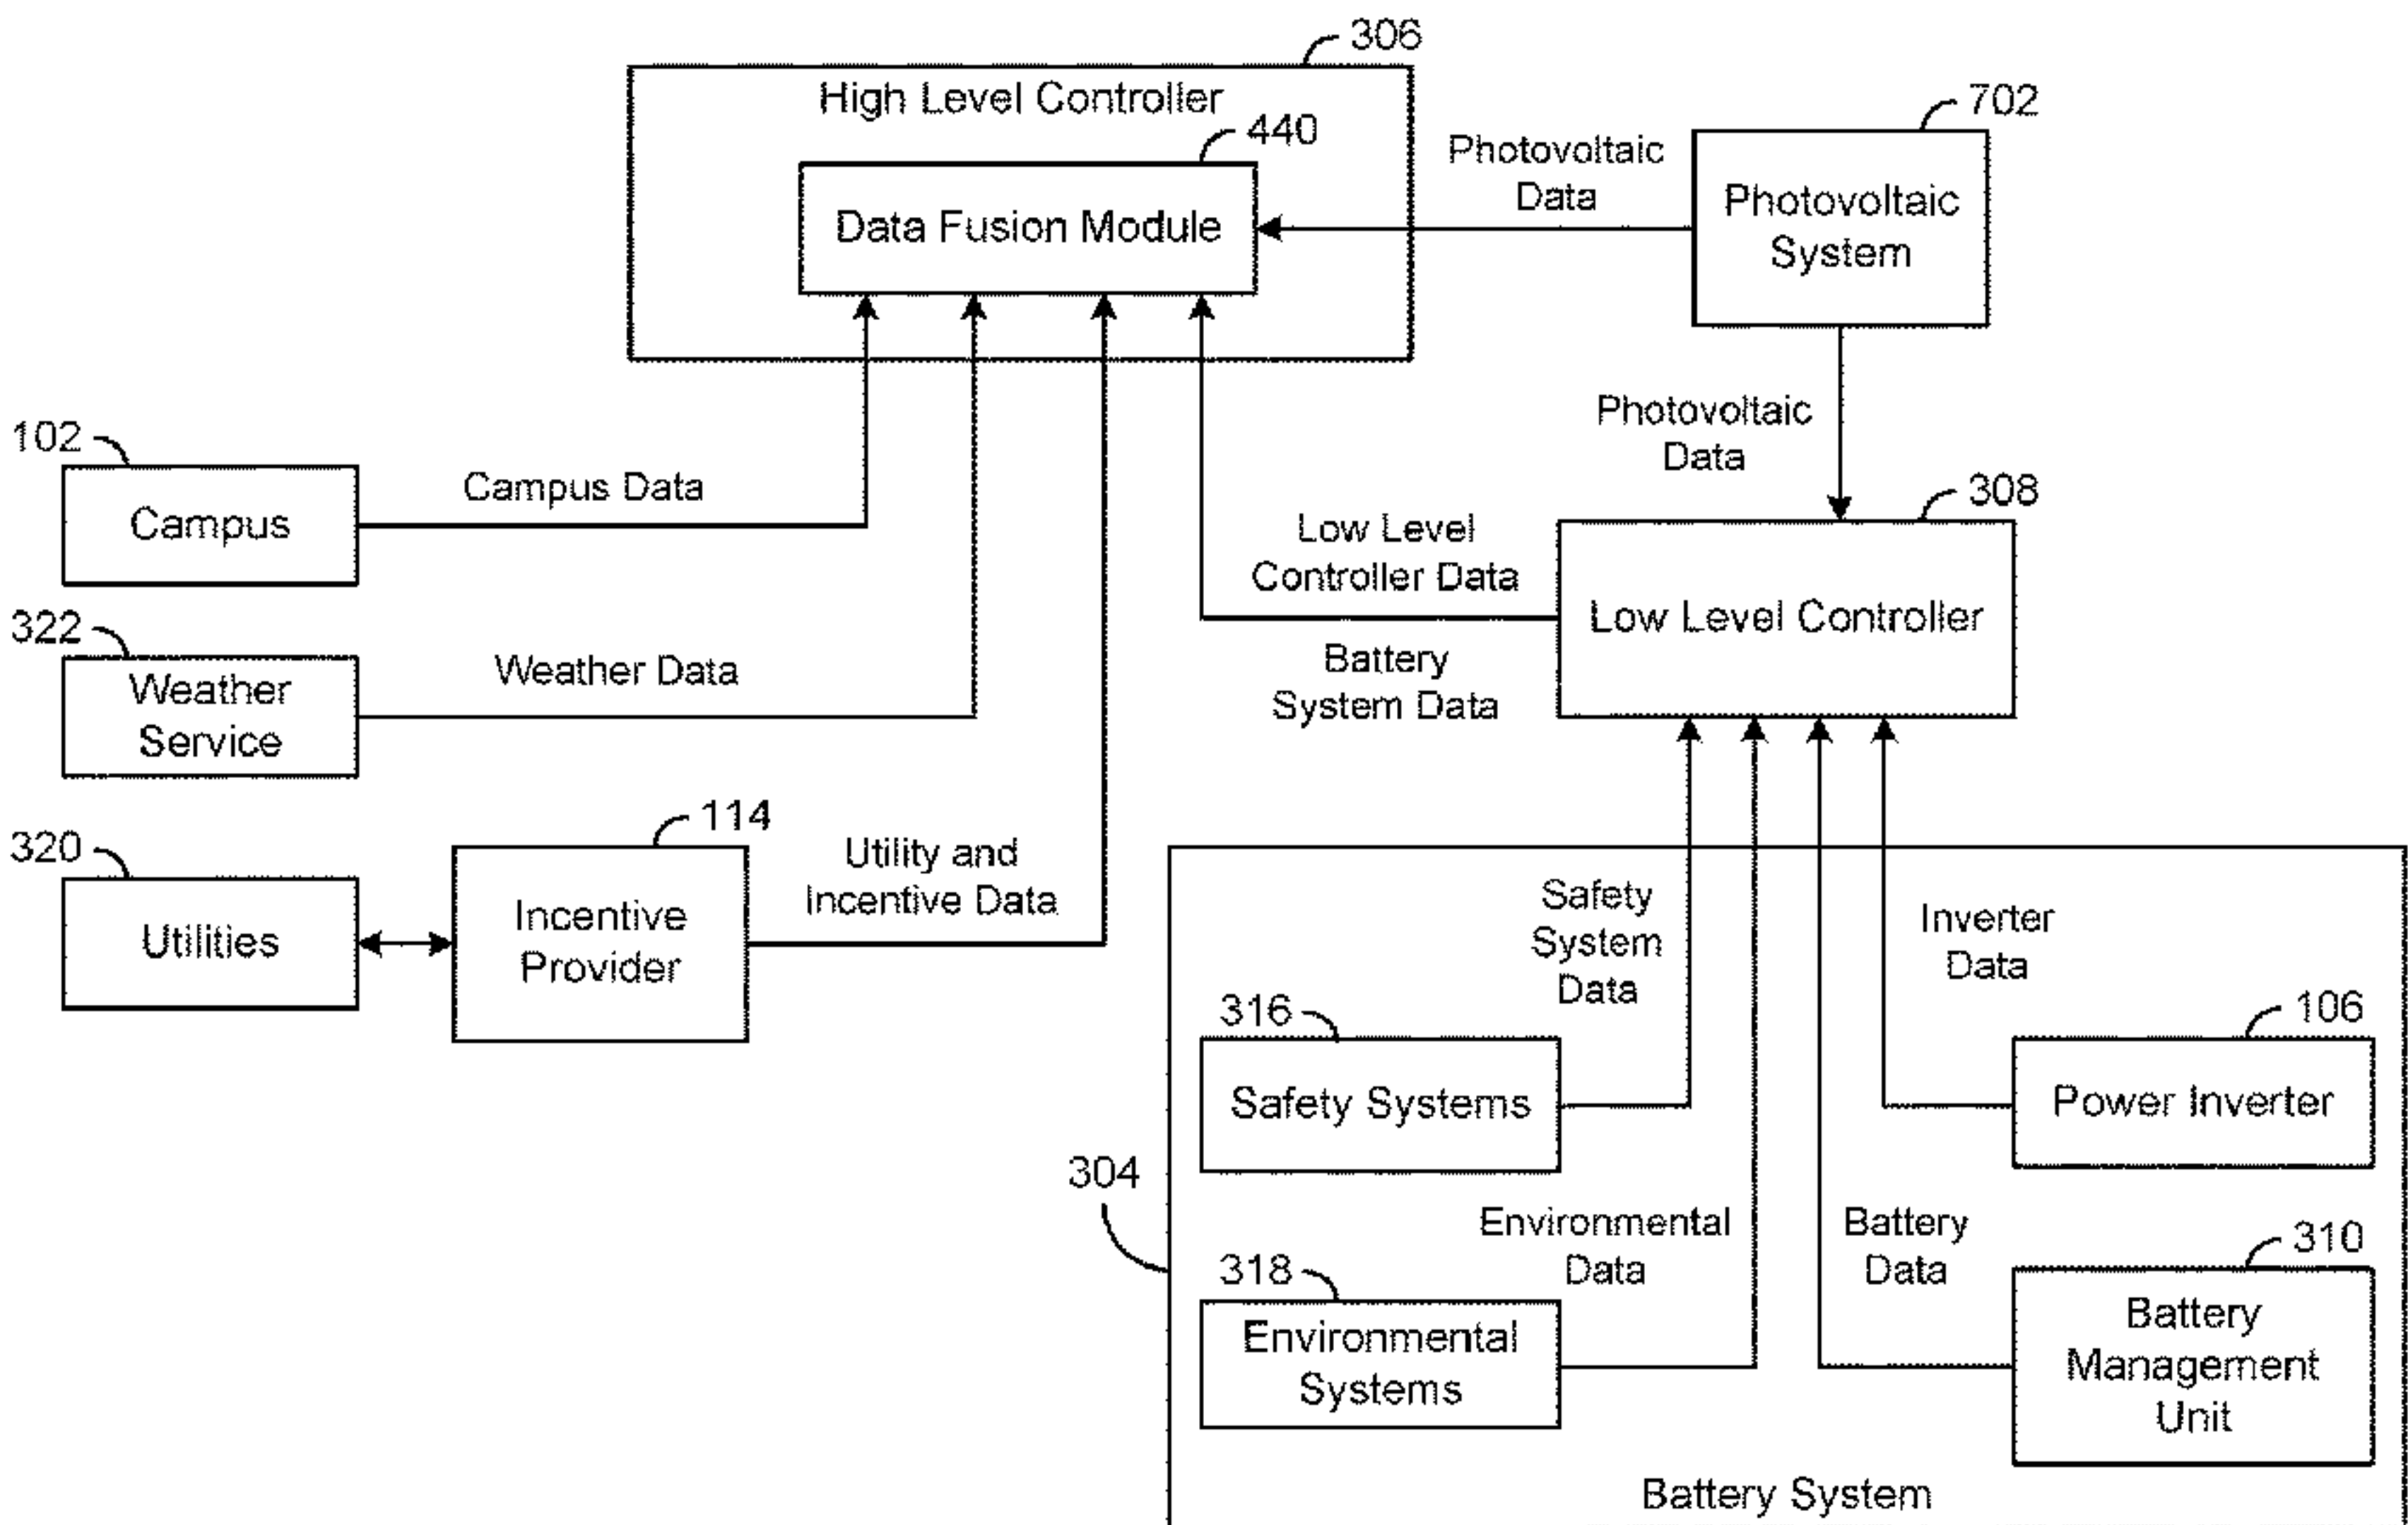 306
High Level Controller
440
Data Fusion Module
Photovoltaic
Data
702
Photovoltaic
System
Photovoltaic
Data
102
Campus
Campus Data
322
Weather
Service
Weather Data
320
Utilities
114
Incentive
Provider
Utility and
Incentive Data
Low Level
Controller Data
Battery
System Data
308
Low Level Controller
Safety
System
Data
Inverter
Data
316
Safety Systems
106
Power Inverter
304
Environmental
Data
Battery
Data
318
Environmental
Systems
310
Battery
Management
Unit
Battery System